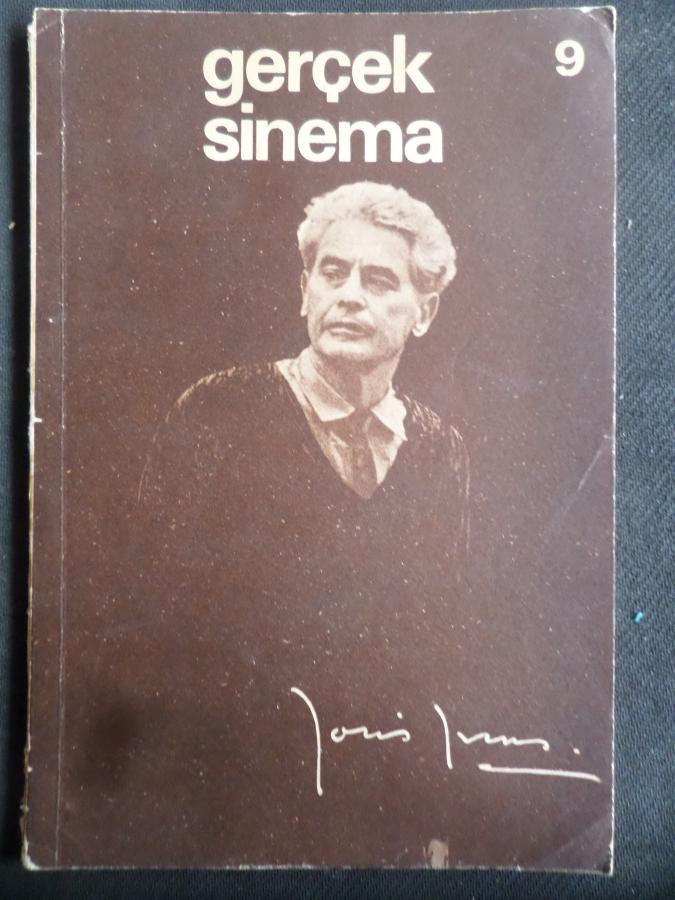 gerçek
9
sinema
Joris Ivens.